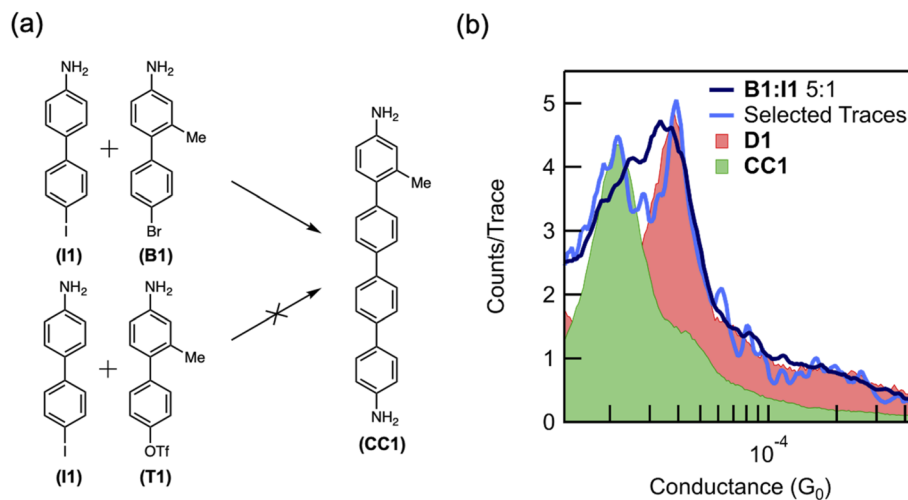 (a)
NH₂
NH₂
Me
+
I
Br
(I1)
(B1)
NH₂
NH₂
Me
+
I
OTf
(I1)
(T1)
NH₂
Me
NH₂
(CC1)
(b)
B1:I1 5:1
Selected Traces
D1
CC1
Counts/Trace
5
4
3
2
1
0
10⁻⁴
Conductance (G₀)